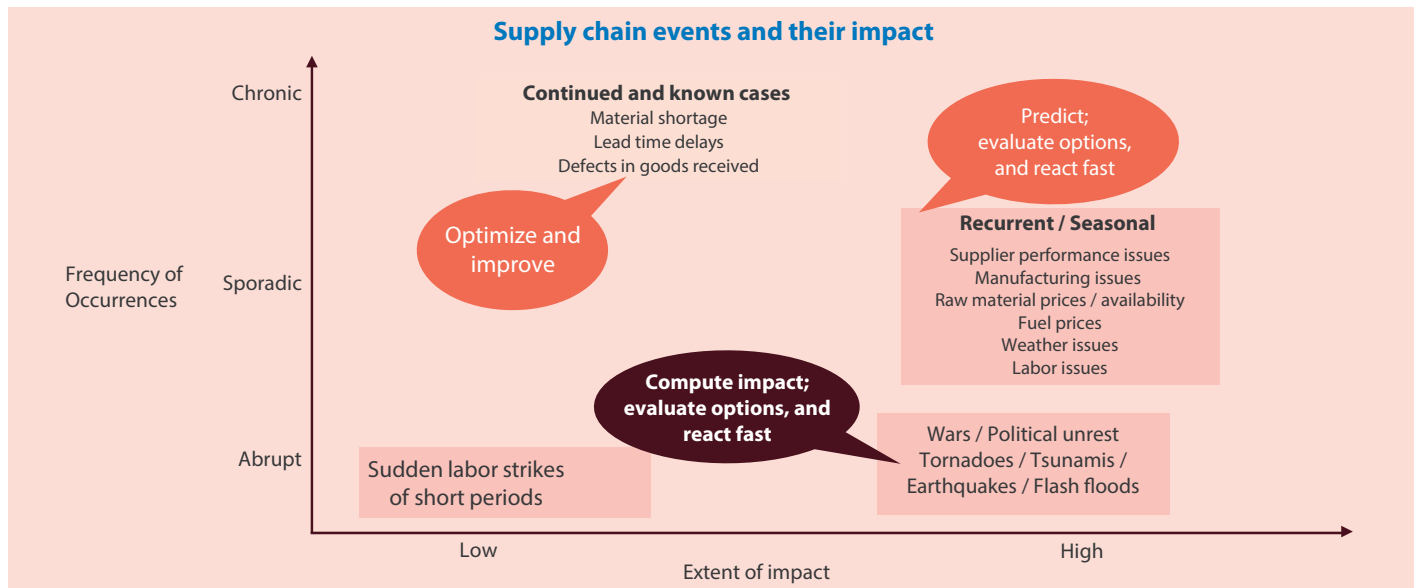 Supply chain events and their impact
Chronic
Continued and known cases
Material shortage
Lead time delays
Defects in goods received
Predict;
evaluate options,
and react fast
Optimize and
improve
Recurrent / Seasonal
Supplier performance issues
Manufacturing issues
Raw material prices / availability
Fuel prices
Weather issues
Labor issues
Frequency of
Occurrences
Sporadic
Compute impact;
evaluate options, and
react fast
Wars / Political unrest
Tornadoes / Tsunamis /
Earthquakes / Flash floods
Abrupt
Sudden labor strikes
of short periods
Low
High
Extent of impact